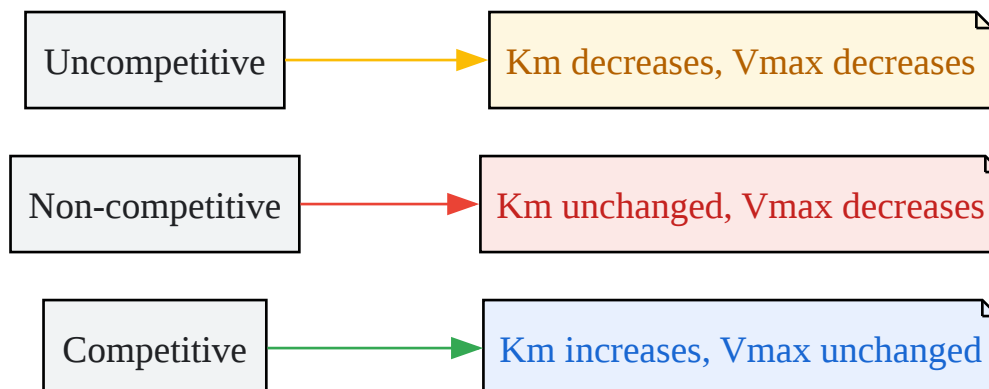 Uncompetitive
Km decreases, Vmax decreases
Non-competitive
Km unchanged, Vmax decreases
Competitive
Km increases, Vmax unchanged